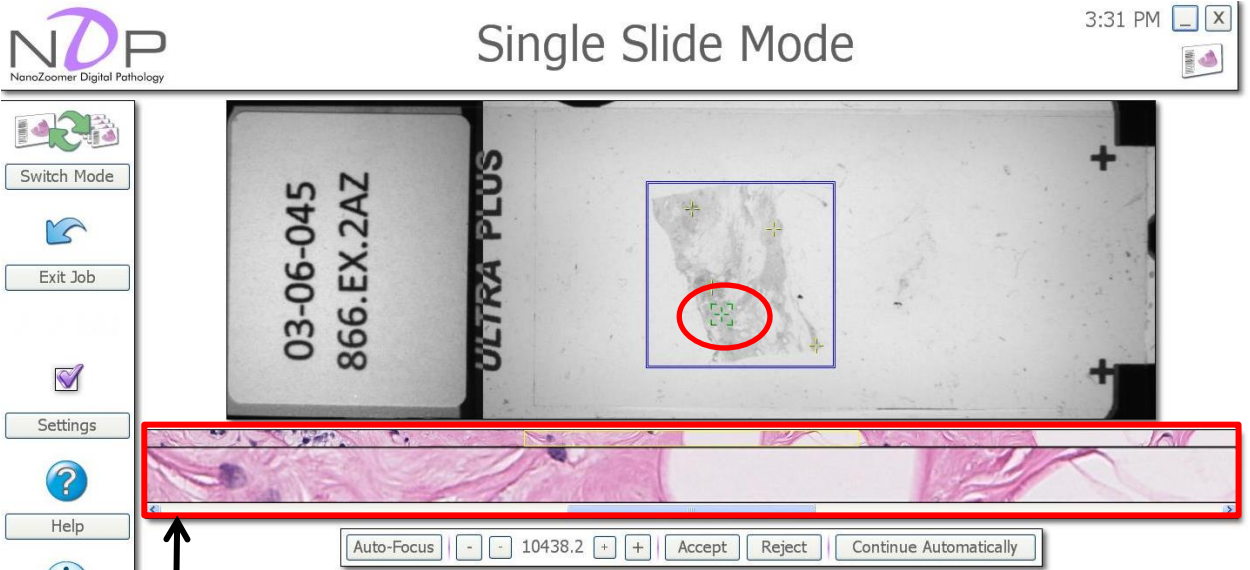 NDP
NanoZoomer Digital Pathology
Single Slide Mode
3:31 PM
_
X
Switch Mode
Exit Job
Settings
Help
03-06-045
866.EX.2AZ
ULTRA PLUS
Auto-Focus - - 10438.2 + + Accept Reject Continue Automatically